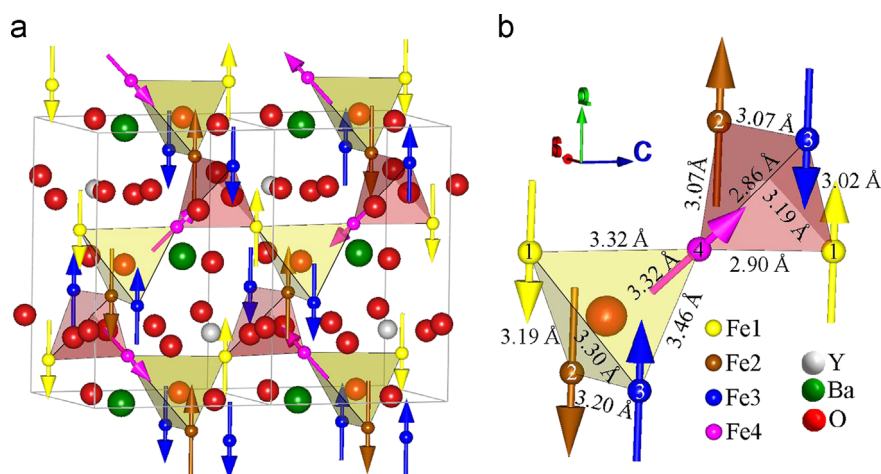 a
b
2
3.07 Å
3
C
3.07Å
2.86 Å
3.02 Å
3.19 Å
1
3.32 Å
4
2.90 Å
1
3.32 Å
3.46 Å
3.19 Å
3.30 Å
2
3.20 Å
3
Fe1
Fe2
Fe3
Fe4
Y
Ba
O